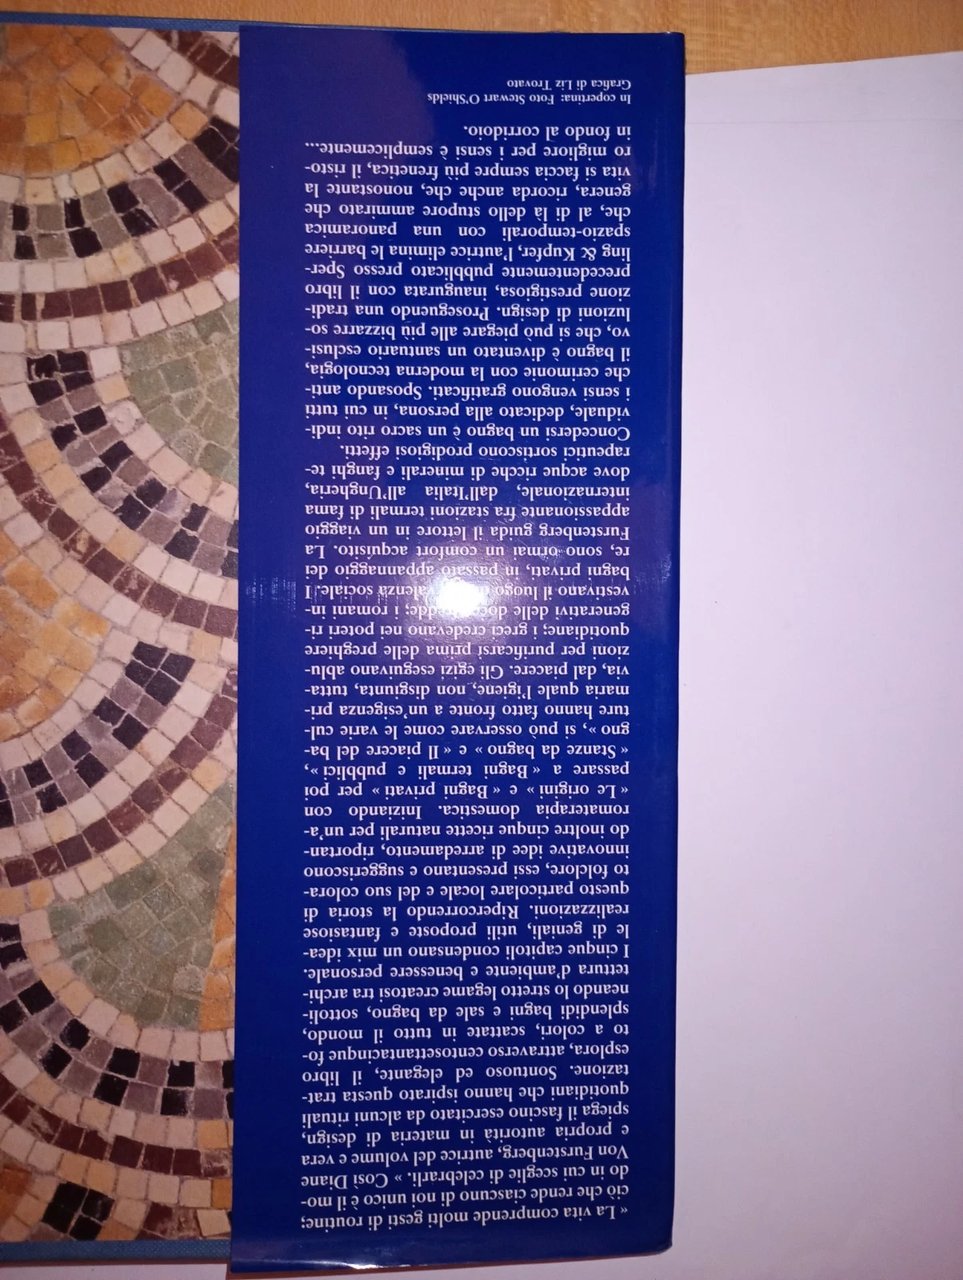 « La vita comprende molti gesti di routine;
ciò che rende ciascuno di noi unico è il mo-
do in cui sceglie di celebrarli. » Così Diane
Von Furstenberg, autrice del volume e vera
e propria autorità in materia di design,
spiega il fascino esercitato da alcuni rituali
quotidiani che hanno ispirato questa trat-
tazione. Sontuoso ed elegante, il libro
esplora, attraverso centosettantacinque fo-
to a colori, scattate in tutto il mondo,
splendidi bagni e sale da bagno, sottoli-
neando lo stretto legame creatosi tra archi-
tettura d'ambiente e benessere personale.
I cinque capitoli condensano un mix idea-
le di geniali, utili proposte e fantasiose
realizzazioni. Ripercorrendo la storia di
questo particolare locale e del suo colora-
to folclore, essi presentano e suggeriscono
innovative idee di arredamento, riportan-
do inoltre cinque ricette naturali per un'a-
romaterapia domestica. Iniziando con
« Le origini » e « Bagni privati » per poi
passare a « Bagni termali e pubblici »,
« Stanze da bagno » e « Il piacere del ba-
gno », si può osservare come le varie cul-
ture hanno fatto fronte a un'esigenza pri-
maria quale l'igiene, non disgiunta, tutta-
via, dal piacere. Gli egizi eseguivano ablu-
zioni per purificarsi prima delle preghiere
quotidiane; i greci credevano nei poteri ri-
generativi delle docce fredde; i romani in-
vestivano il luogo valenza sociale. I
bagni privati, in passato appannaggio dei
re, sono ormai un comfort acquisito. La
Furstenberg guida il lettore in un viaggio
appassionante fra stazioni termali di fama
internazionale, dall'Italia all'Ungheria,
dove acque ricche di minerali e fanghi te-
rapeutici sortiscono prodigiosi effetti.
Concedersi un bagno è un sacro rito indi-
viduale, dedicato alla persona, in cui tutti
i sensi vengono gratificati. Sposando anti-
che cerimonie con la moderna tecnologia,
il bagno è diventato un santuario esclusi-
vo, che si può piegare alle più bizzarre so-
luzioni di design. Proseguendo una tradi-
zione prestigiosa, inaugurata con il libro
precedentemente pubblicato presso Sper-
ling & Kupfer, l'autrice elimina le barriere
spazio-temporali con una panoramica
che, al di là dello stupore ammirato che
genera, ricorda anche che, nonostante la
vita si faccia sempre più frenetica, il risto-
ro migliore per i sensi è semplicemente...
in fondo al corridoio.
In copertina: Foto Stewart O'Shields
Grafica di Liz Trovato